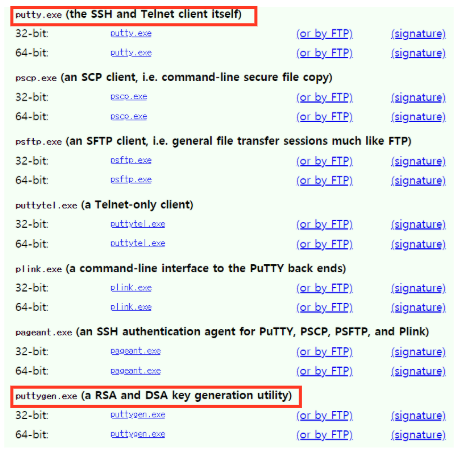 putty.exe (the SSH and Telnet client itself)
32-bit: putty.exe (or by FTP) (signature)
64-bit: putty.exe (or by FTP) (signature)
pscp.exe (an SCP client, i.e. command-line secure file copy)
32-bit: pscp.exe (or by FTP) (signature)
64-bit: pscp.exe (or by FTP) (signature)
psftp.exe (an SFTP client, i.e. general file transfer sessions much like FTP)
32-bit: psftp.exe (or by FTP) (signature)
64-bit: psftp.exe (or by FTP) (signature)
puttytel.exe (a Telnet-only client)
32-bit: puttytel.exe (or by FTP) (signature)
64-bit: puttytel.exe (or by FTP) (signature)
plink.exe (a command-line interface to the PuTTY back ends)
32-bit: plink.exe (or by FTP) (signature)
64-bit: plink.exe (or by FTP) (signature)
pageant.exe (an SSH authentication agent for PuTTY, PSCP, PSFTP, and Plink)
32-bit: pageant.exe (or by FTP) (signature)
64-bit: pageant.exe (or by FTP) (signature)
puttygen.exe (a RSA and DSA key generation utility)
32-bit: puttygen.exe (or by FTP) (signature)
64-bit: puttygen.exe (or by FTP) (signature)